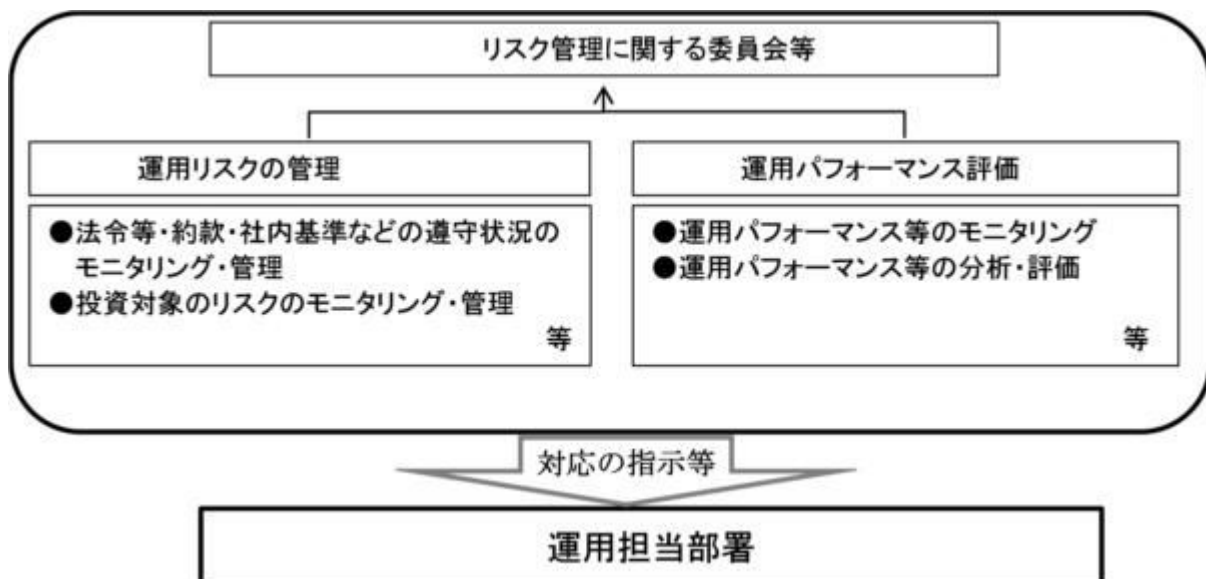 リスク管理に関する委員会等
運用リスクの管理
●法令等・約款・社内基準などの遵守状況の
モニタリング・管理
●投資対象のリスクのモニタリング・管理
等
運用パフォーマンス評価
●運用パフォーマンス等のモニタリング
●運用パフォーマンス等の分析・評価
等
対応の指示等
運用担当部署